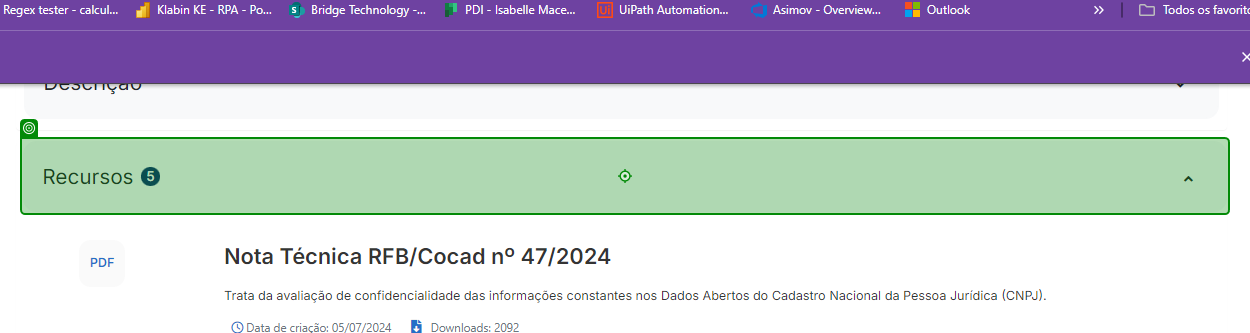 Regex tester - calcul... Klabin KE - RPA - Po... Bridge Technology -... PDI - Isabelle Mace... UiPath Automation... Asimov - Overview... Outlook » Todos os favorito
Descrição
Recursos 5
PDF
Nota Técnica RFB/Cocad nº 47/2024
Trata da avaliação de confidencialidade das informações constantes nos Dados Abertos do Cadastro Nacional da Pessoa Jurídica (CNPJ).
Data de criação: 05/07/2024 Downloads: 2092